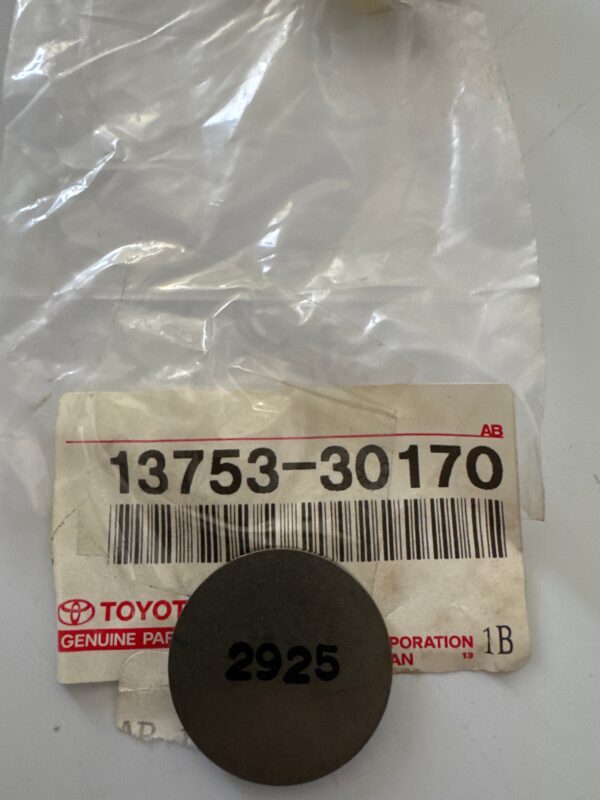 AB
13753-30170
TOYOT
GENUINE PAR
PORATION
AN
13
1B
2925